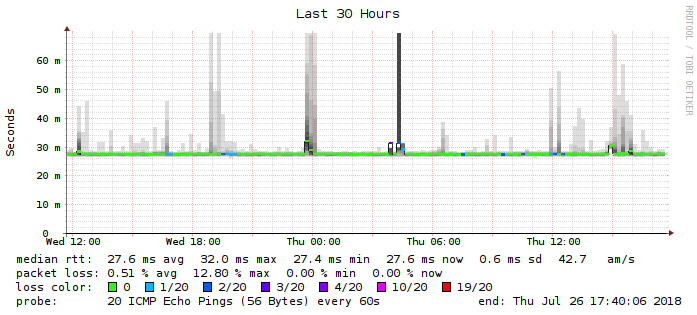 Last 30 Hours
RRDTOOL / TOBI OETIKER
Seconds
60 m
50 m
40 m
30 m
20 m
10 m
0
Wed 12:00 Wed 18:00 Thu 00:00 Thu 06:00 Thu 12:00
median rtt: 27.6 ms avg 32.0 ms max 27.4 ms min 27.6 ms now 0.6 ms sd 42.7 am/s
packet loss: 0.51 % avg 12.80 % max 0.00 % min 0.00 % now
loss color: 0 1/20 2/20 3/20 4/20 10/20 19/20
probe: 20 ICMP Echo Pings (56 Bytes) every 60s end: Thu Jul 26 17:40:06 2018